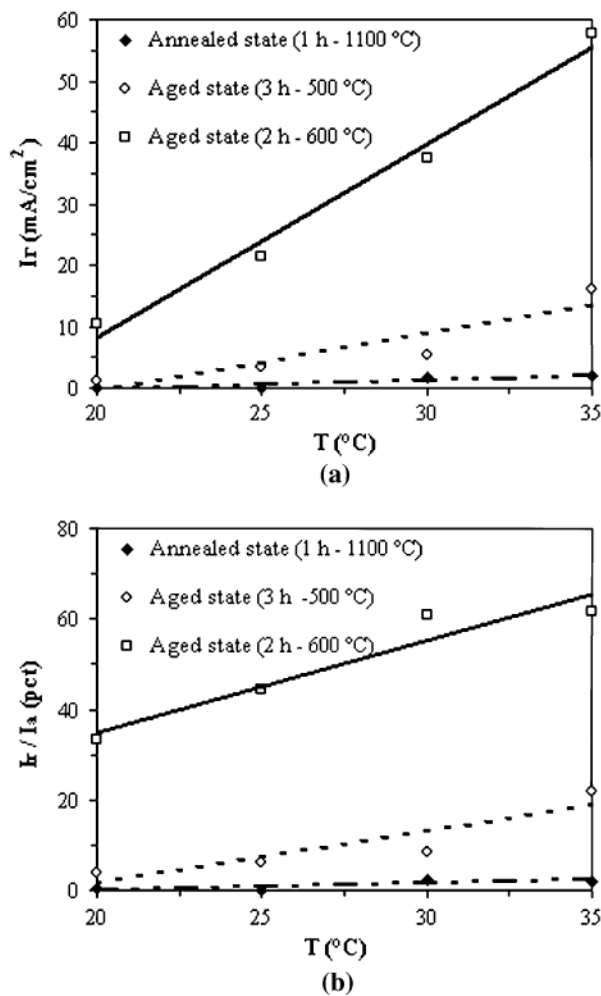 60
50
40
30
20
10
0
Ir (mA/cm²)
◆ Annealed state (1 h - 1100 °C)
◇ Aged state (3 h - 500 °C)
□ Aged state (2 h - 600 °C)
20 25 30 35
T (°C)
(a)
80
60
40
20
0
Ir / Ia (pct)
◆ Annealed state (1 h - 1100 °C)
◇ Aged state (3 h -500 °C)
□ Aged state (2 h - 600 °C)
20 25 30 35
T (°C)
(b)